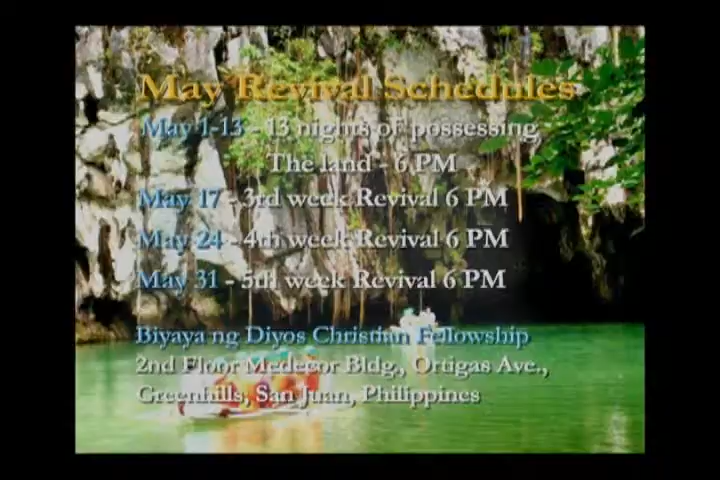 May Revival Schedules
May 1-13 - 13 nights of possessing
The land - 6 PM
May 17 - 3rd week Revival 6 PM
May 24 - 4th week Revival 6 PM
May 31 - 5th week Revival 6 PM
Biyaya ng Diyos Christian Fellowship
2nd Floor Medecor Bldg., Ortigas Ave.,
Greenhills, San Juan, Philippines